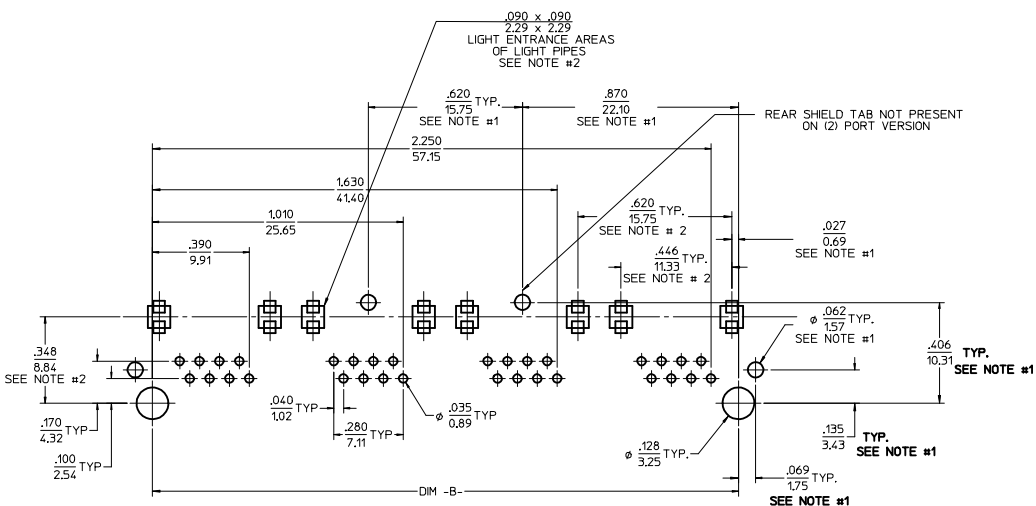 .090 x .090
2.29 x 2.29
LIGHT ENTRANCE AREAS
OF LIGHT PIPES
SEE NOTE #2
.620
15.75 TYP.
SEE NOTE #1
.870
22.10
SEE NOTE #1
REAR SHIELD TAB NOT PRESENT
ON (2) PORT VERSION
2.250
57.15
1.630
41.40
1.010
25.65
.390
9.91
.620
15.75 TYP.
SEE NOTE # 2
.446
11.33 TYP.
SEE NOTE # 2
.027
0.69
SEE NOTE #1
ø .062
1.57
SEE NOTE #1
.406
10.31 TYP.
SEE NOTE #1
.348
8.84
SEE NOTE #2
.170
4.32 TYP
.100
2.54 TYP
.040
1.02 TYP
.280
7.11 TYP
ø .035
0.89 TYP
ø .128
3.25 TYP.
.135
3.43 TYP.
SEE NOTE #1
.069
1.75 TYP.
SEE NOTE #1
DIM -B-